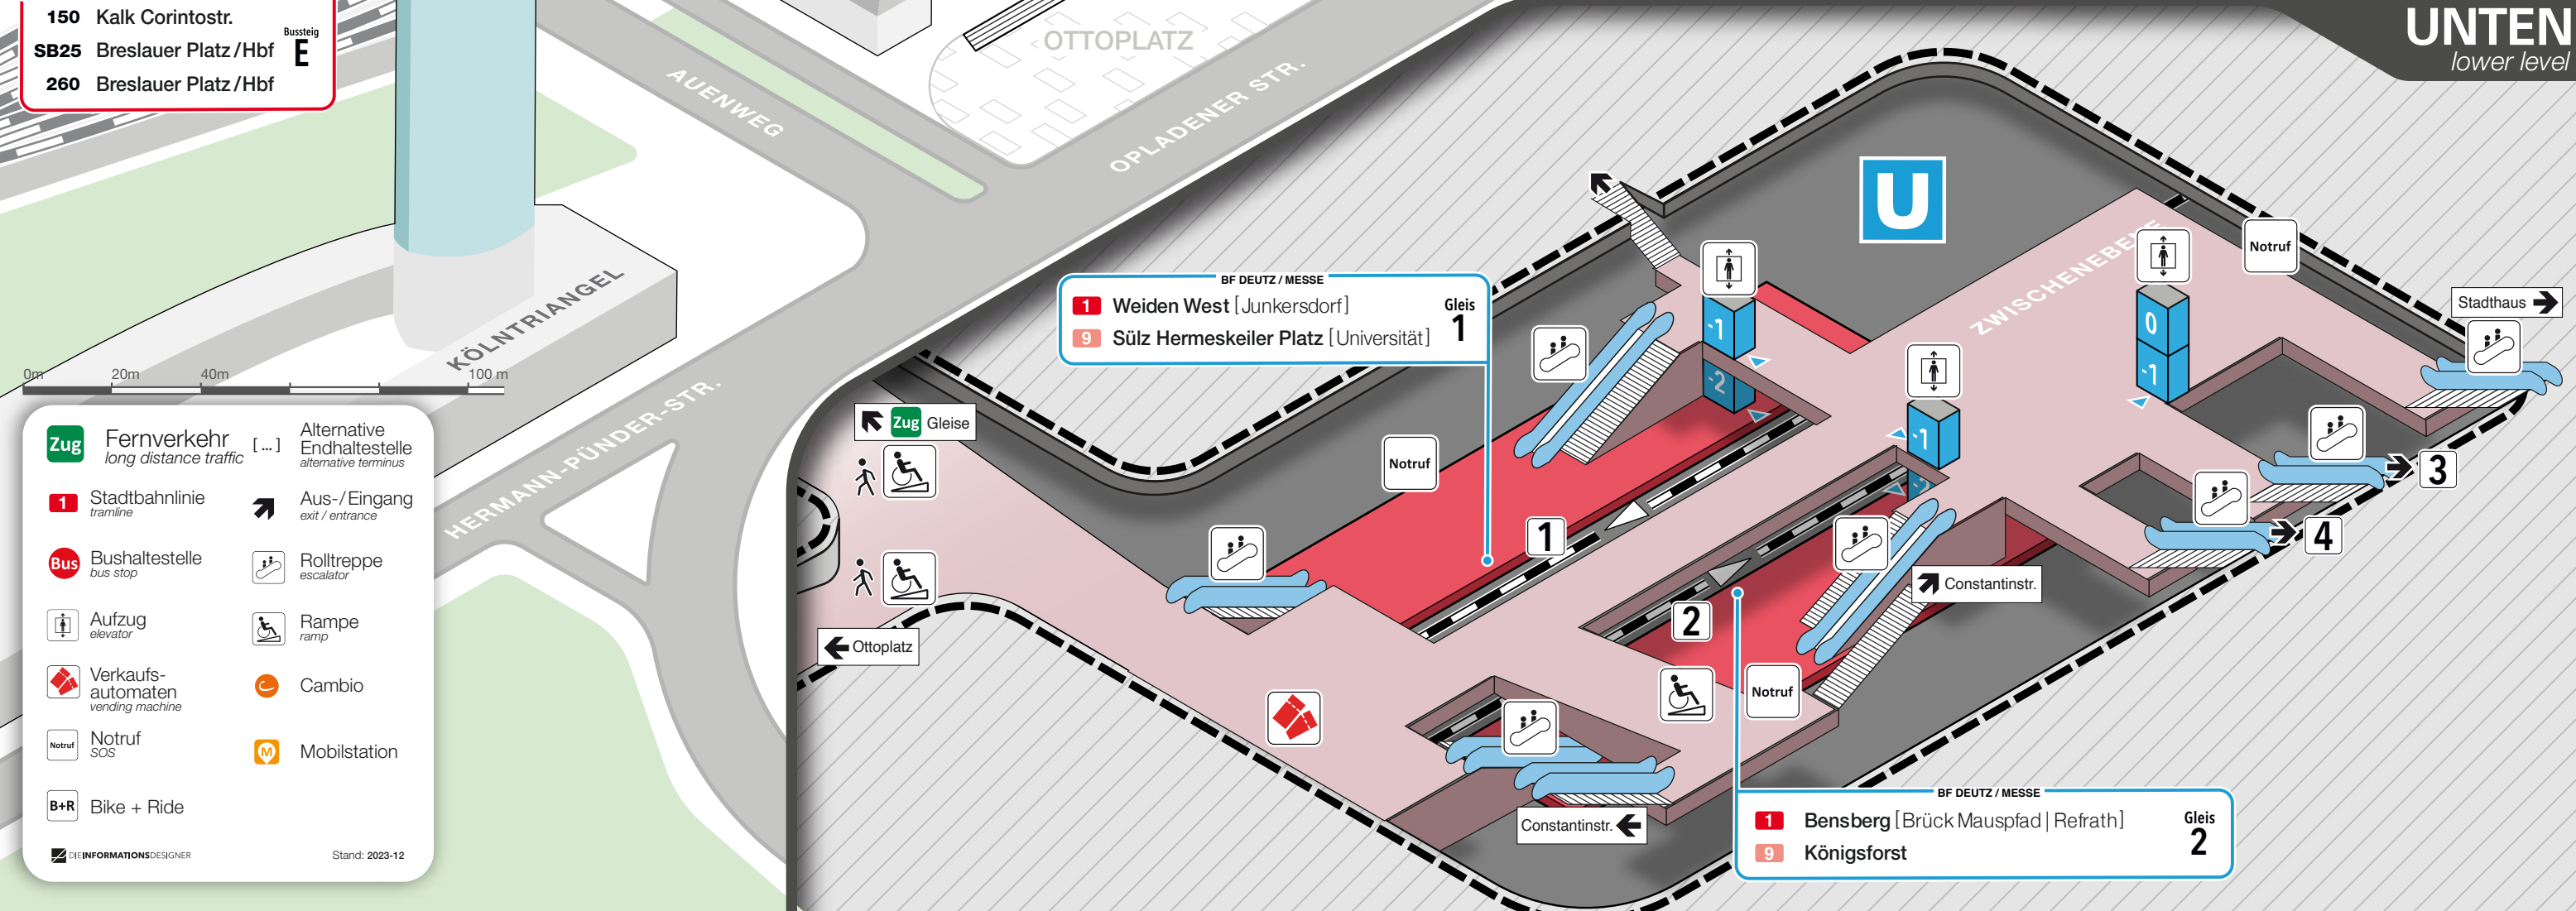 150 Kalk Corintostr.
SB25 Breslauer Platz/Hbf
260 Breslauer Platz/Hbf
Bussteig
E
OTTOPLATZ
AUENWEG
OPLADENER STR.
KÖLNTRIANGEL
HERMANN-PÜNDER-STR.
0m 20m 40m 100 m
Zug Fernverkehr
long distance traffic
1 Stadtbahnlinie
tramline
Bus Bushaltestelle
bus stop
Aufzug
elevator
Verkaufs-
automaten
vending machine
Notruf Notruf
SOS
B+R Bike + Ride
[...] Alternative
Endhaltestelle
alternative terminus
Aus-/Eingang
exit / entrance
Rolltreppe
escalator
Rampe
ramp
Cambio
M Mobilstation
DIEINFORMATIONSDESIGNER
Stand: 2023-12
UNTEN
lower level
U
ZWISCHENEBENE
Notruf
Stadthaus
BF DEUTZ / MESSE
1 Weiden West [Junkersdorf]
9 Sülz Hermeskeiler Platz [Universität]
Gleis
1
-1
-2
0
-1
-1
-2
Zug Gleise
Notruf
3
4
1
2
Constantinstr.
Ottoplatz
Notruf
Constantinstr.
BF DEUTZ / MESSE
1 Bensberg [Brück Mauspfad | Refrath]
9 Königsforst
Gleis
2